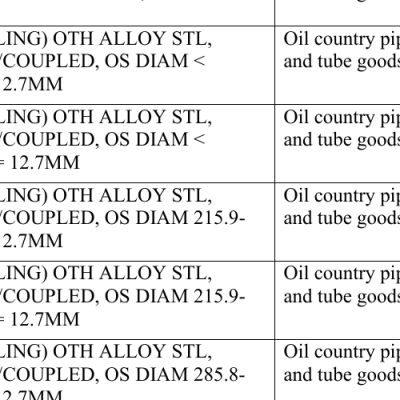 LING) OTH ALLOY STL,
/COUPLED, OS DIAM <
2.7MM
Oil country pip
and tube goods
LING) OTH ALLOY STL,
/COUPLED, OS DIAM <
= 12.7MM
Oil country pip
and tube goods
LING) OTH ALLOY STL,
/COUPLED, OS DIAM 215.9-
2.7MM
Oil country pip
and tube goods
LING) OTH ALLOY STL,
/COUPLED, OS DIAM 215.9-
= 12.7MM
Oil country pip
and tube goods
LING) OTH ALLOY STL,
/COUPLED, OS DIAM 285.8-
2.7MM
Oil country pip
and tube goods